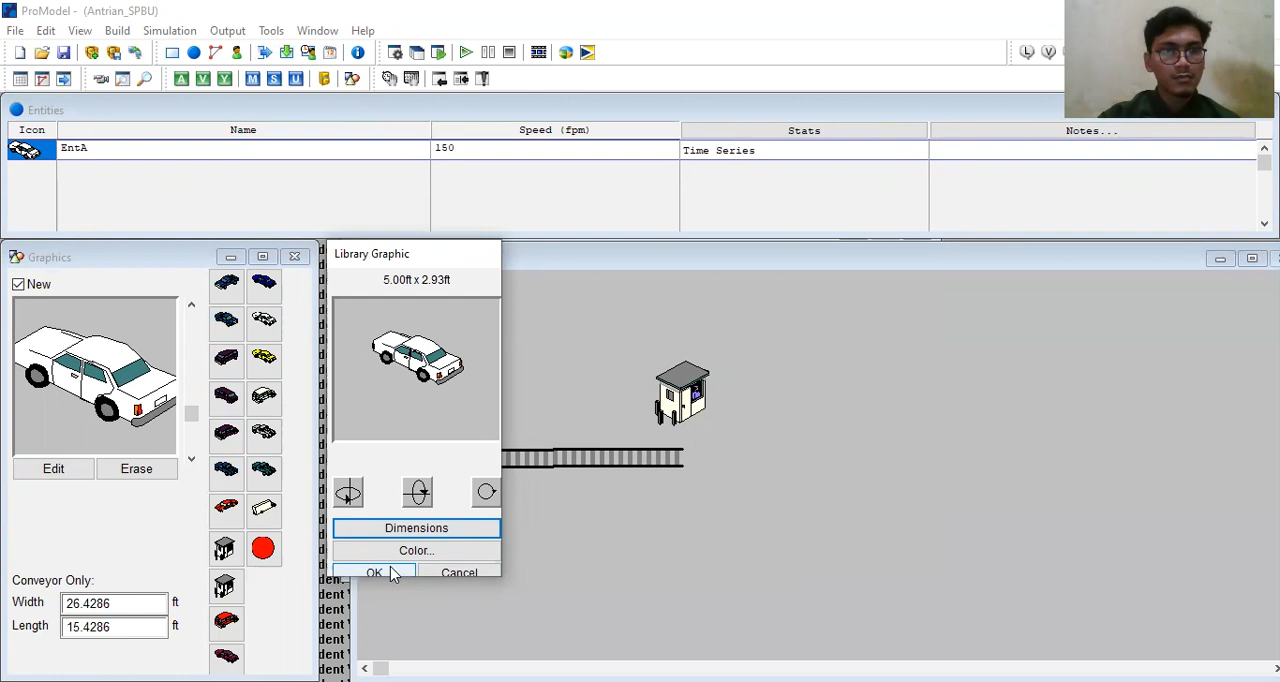 ProModel - (Antrian_SPBU)
File Edit View Build Simulation Output Tools Window Help
L V
A V Y M S U
Entities
Icon Name Speed (fpm) Stats Notes...
EntA 150 Time Series
Graphics
New
Edit Erase
Conveyor Only:
Width 26.4286 ft
Length 15.4286 ft
Library Graphic
5.00ft x 2.93ft
Dimensions
Color...
OK Cancel